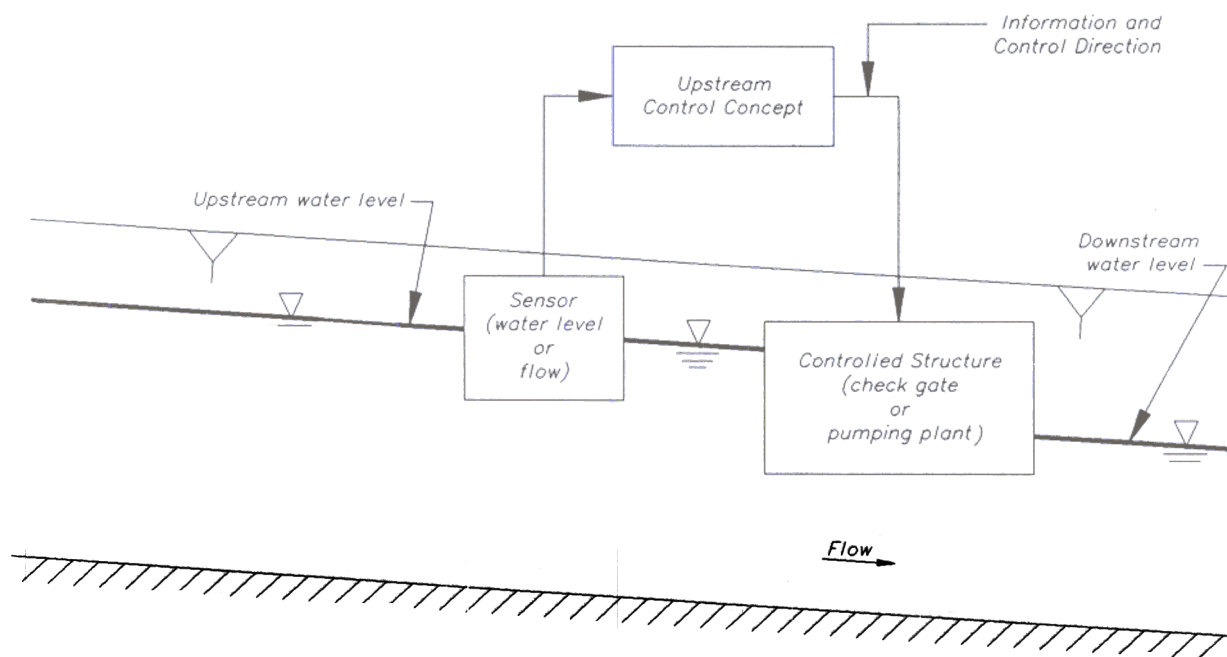 Information and
Control Direction
Upstream
Control Concept
Upstream water level
Downstream
water level
Sensor
(water level
or
flow)
Controlled Structure
(check gate
or
pumping plant)
Flow